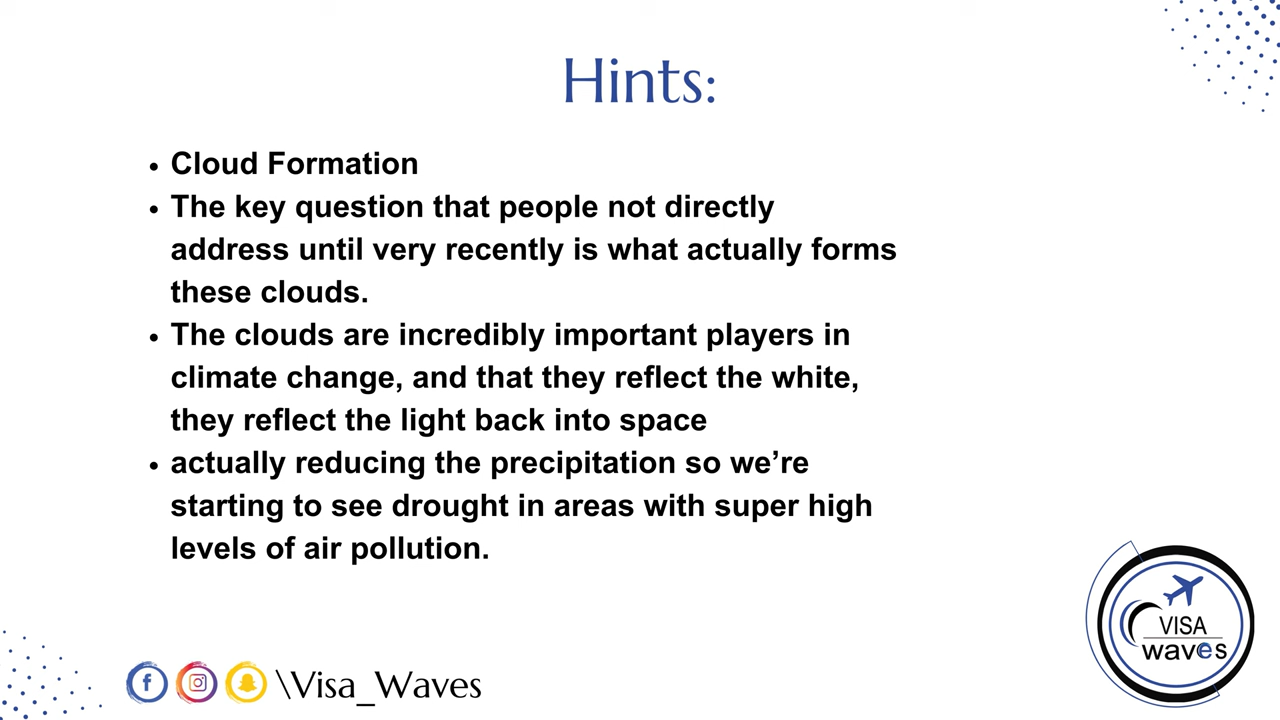 Hints:
• Cloud Formation
• The key question that people not directly
address until very recently is what actually forms
these clouds.
• The clouds are incredibly important players in
climate change, and that they reflect the white,
they reflect the light back into space
• actually reducing the precipitation so we're
starting to see drought in areas with super high
levels of air pollution.
VISA
waves
\Visa_Waves